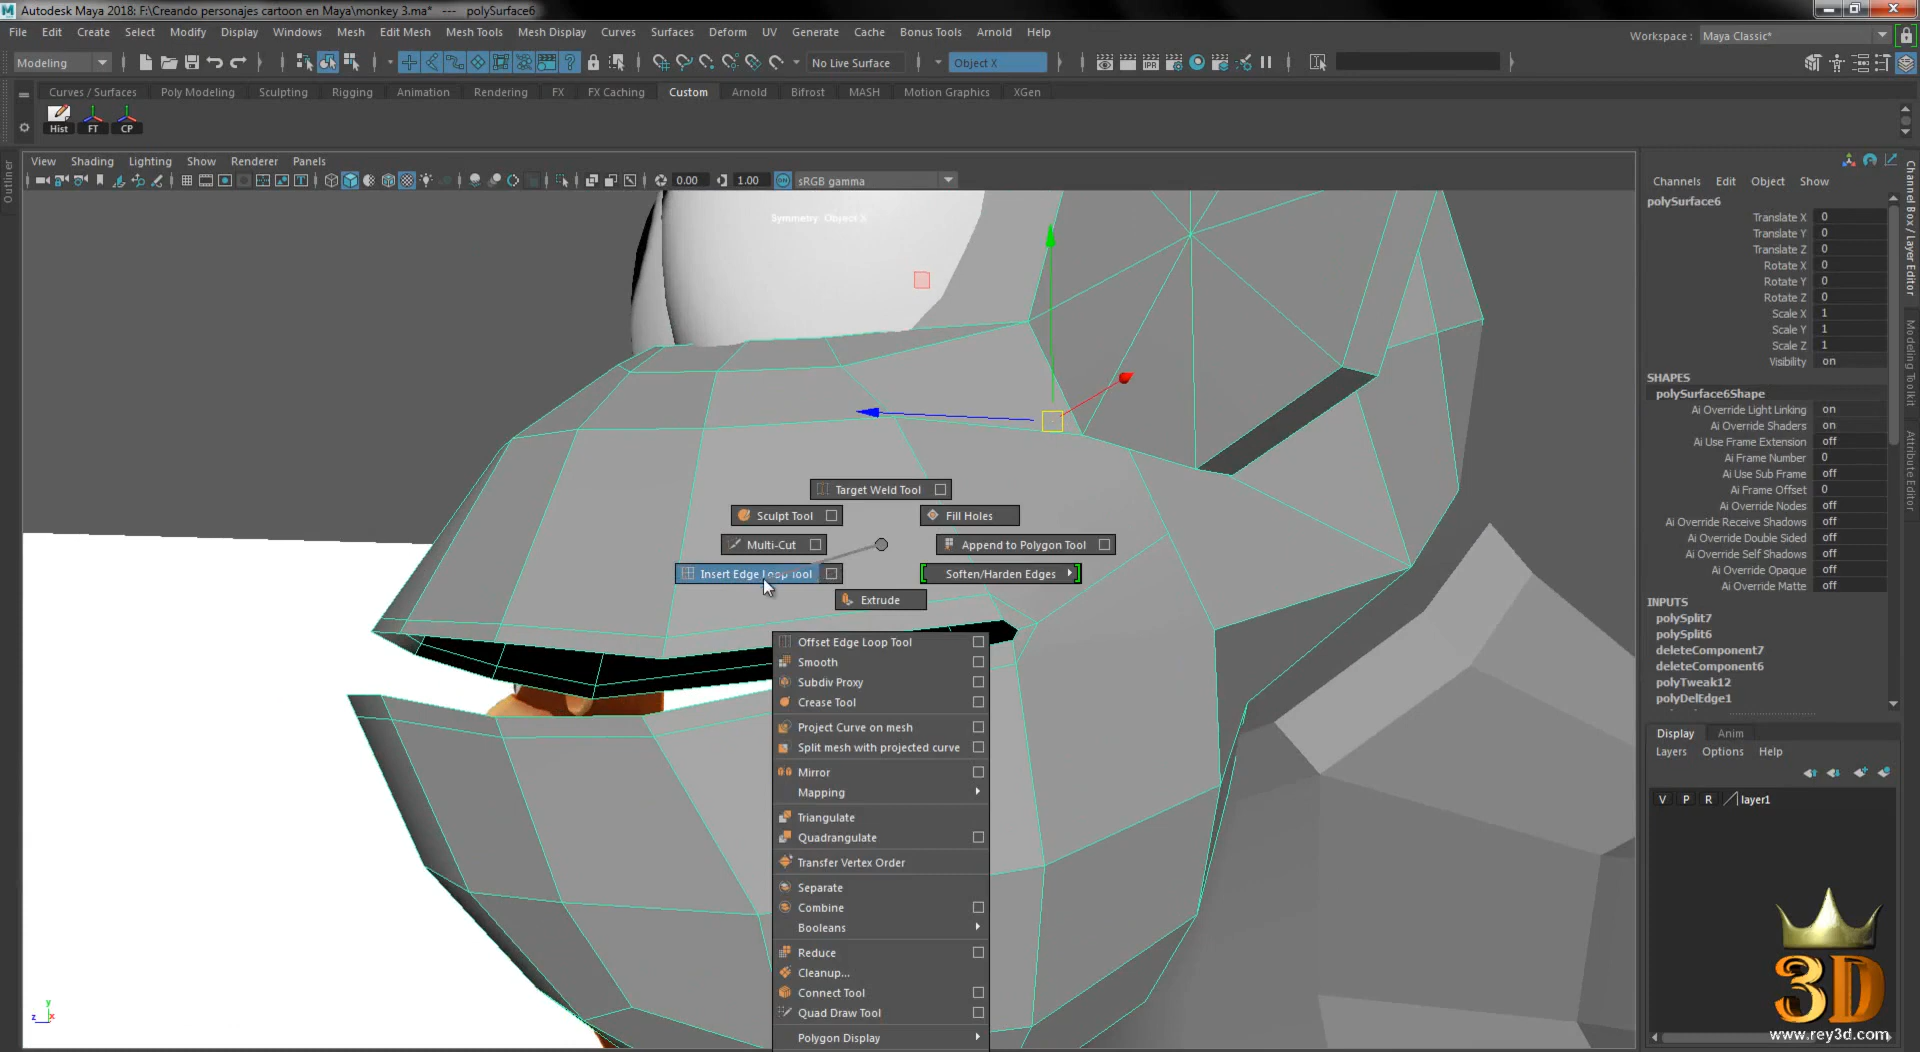 Autodesk Maya 2018: F:\Creando personajes cartoon en Maya\monkey 3.ma* --- polySurface6
File Edit Create Select Modify Display Windows Mesh Edit Mesh Mesh Tools Mesh Display Curves Surfaces Deform UV Generate Cache Bonus Tools Arnold Help
Workspace : Maya Classic*
Modeling No Live Surface Object X
Curves / Surfaces Poly Modeling Sculpting Rigging Animation Rendering FX FX Caching Custom Arnold Bifrost MASH Motion Graphics XGen
Hist FT CP
View Shading Lighting Show Renderer Panels
0.00 1.00 ON sRGB gamma
Outliner
Symmetry: Object X
Target Weld Tool
Sculpt Tool Fill Holes
Multi-Cut Append to Polygon Tool
Insert Edge Loop Tool Soften/Harden Edges
Extrude
Offset Edge Loop Tool
Smooth
Subdiv Proxy
Crease Tool
Project Curve on mesh
Split mesh with projected curve
Mirror
Mapping
Triangulate
Quadrangulate
Transfer Vertex Order
Separate
Combine
Booleans
Reduce
Cleanup...
Connect Tool
Quad Draw Tool
Polygon Display
y
z x
Channels Edit Object Show
polySurface6
Translate X 0
Translate Y 0
Translate Z 0
Rotate X 0
Rotate Y 0
Rotate Z 0
Scale X 1
Scale Y 1
Scale Z 1
Visibility on
SHAPES
polySurface6Shape
Ai Override Light Linking on
Ai Override Shaders on
Ai Use Frame Extension off
Ai Frame Number 0
Ai Use Sub Frame off
Ai Frame Offset 0
Ai Override Nodes off
Ai Override Receive Shadows off
Ai Override Double Sided off
Ai Override Self Shadows off
Ai Override Opaque off
Ai Override Matte off
INPUTS
polySplit7
polySplit6
deleteComponent7
deleteComponent6
polyTweak12
polyDelEdge1
Display Anim
Layers Options Help
V P R layer1
Channel Box / Layer Editor
Modeling Toolkit
Attribute Editor
3D
www.rey3d.com